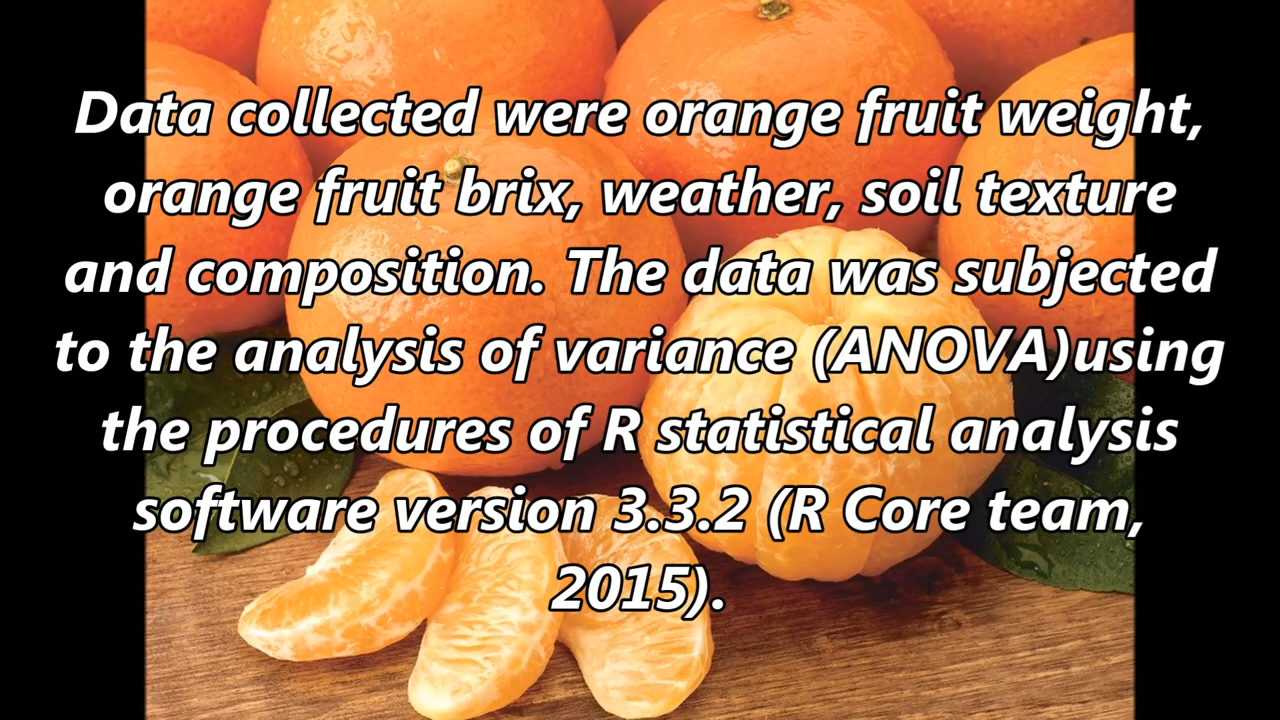 Data collected were orange fruit weight,
orange fruit brix, weather, soil texture
and composition. The data was subjected
to the analysis of variance (ANOVA)using
the procedures of R statistical analysis
software version 3.3.2 (R Core team,
2015).